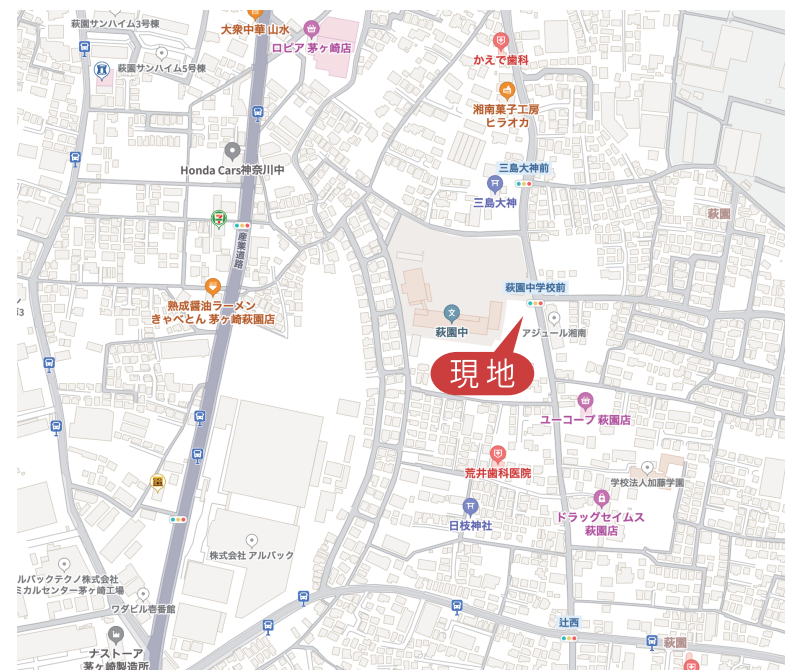 萩園サンハイム3号棟
大衆中華 山水
ロピア 茅ヶ崎店
かえで歯科
萩園サンハイム5号棟
湘南菓子工房
ヒラオカ
Honda Cars神奈川中
三島大神前
三島大神
萩園
産業道路
萩園中学校前
熟成醤油ラーメン
きゃべとん 茅ヶ崎萩園店
萩園中
アジュール湘南
現地
ユーコープ 萩園店
荒井歯科医院
学校法人加藤学園
日枝神社
ドラッグセイムス
萩園店
株式会社 アルバック
ルバックテクノ株式会社
ミカルセンター茅ヶ崎工場
ワダビル壱番館
辻西
萩園
ナストーア
茅ヶ崎製造所